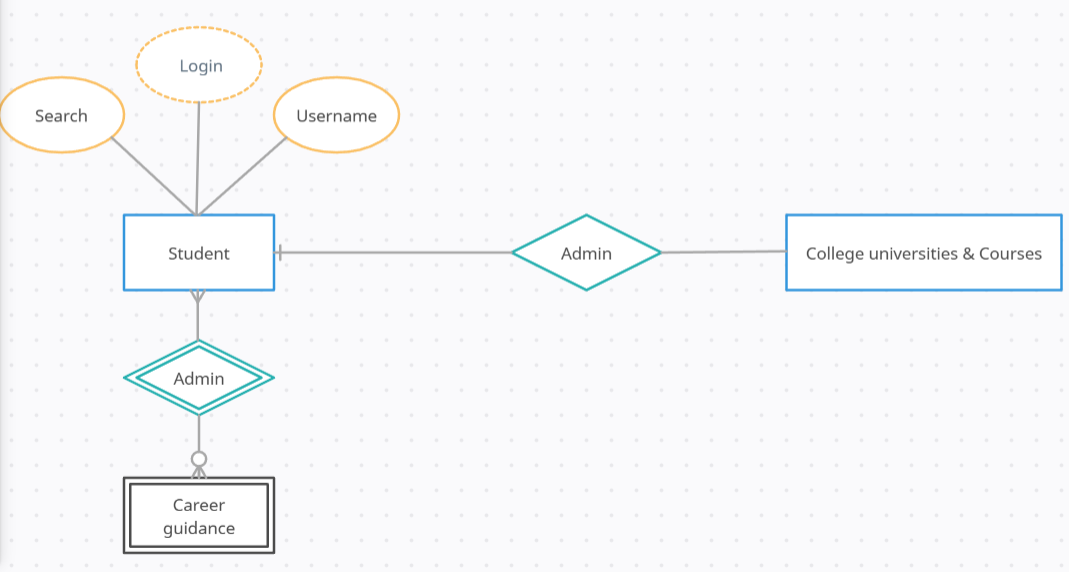 Login
Search
Username
Student
Admin
College universities & Courses
Admin
Career
guidance